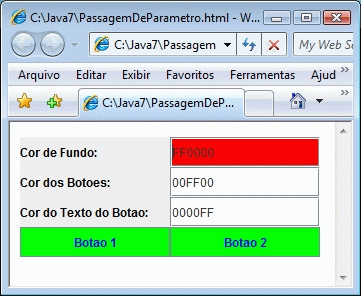 C:\Java7\PassagemDeParametro.html - W...
C:\Java7\Passagem
My Web Se
Arquivo Editar Exibir Favoritos Ferramentas Ajud »
C:\Java7\PassagemDeP... »
Cor de Fundo: FF0000
Cor dos Botoes: 00FF00
Cor do Texto do Botao: 0000FF
Botao 1 Botao 2